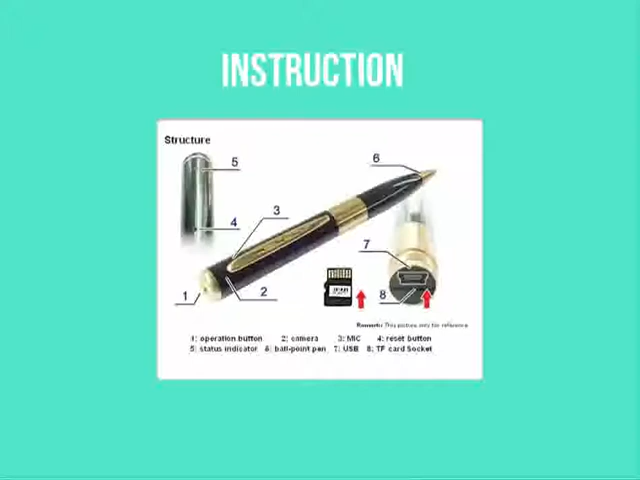 INSTRUCTION
Structure
5
6
3
4
7
1
2
8
Remark: This picture only for reference
1: operation button 2: camera 3: MIC 4: reset button
5: status indicator 6: ball-point pen 7: USB 8: TF card Socket